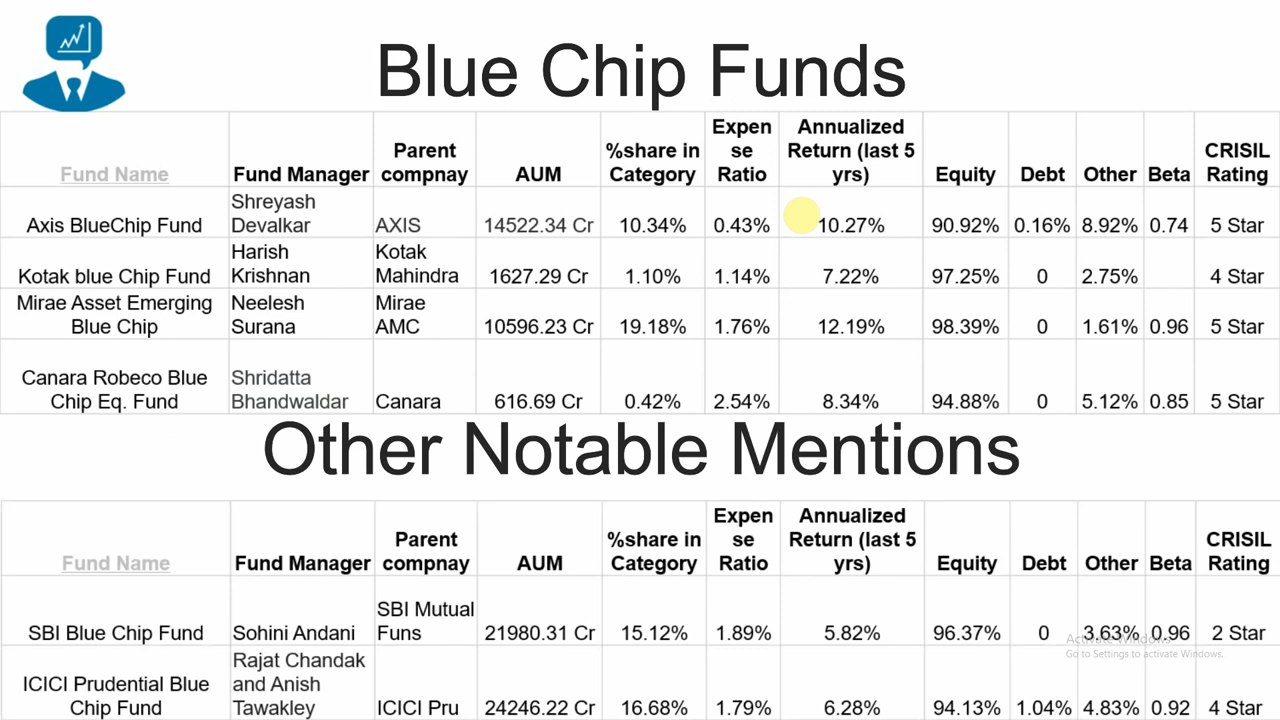 Blue Chip Funds
Fund Name Fund Manager Parent compnay AUM %share in Category Expen se Ratio Annualized Return (last 5 yrs) Equity Debt Other Beta CRISIL Rating
Axis BlueChip Fund Shreyash Devalkar AXIS 14522.34 Cr 10.34% 0.43% 10.27% 90.92% 0.16% 8.92% 0.74 5 Star
Kotak blue Chip Fund Harish Krishnan Kotak Mahindra 1627.29 Cr 1.10% 1.14% 7.22% 97.25% 0 2.75% 4 Star
Mirae Asset Emerging Blue Chip Neelesh Surana Mirae AMC 10596.23 Cr 19.18% 1.76% 12.19% 98.39% 0 1.61% 0.96 5 Star
Canara Robeco Blue Chip Eq. Fund Shridatta Bhandwaldar Canara 616.69 Cr 0.42% 2.54% 8.34% 94.88% 0 5.12% 0.85 5 Star
Other Notable Mentions
Fund Name Fund Manager Parent compnay AUM %share in Category Expen se Ratio Annualized Return (last 5 yrs) Equity Debt Other Beta CRISIL Rating
SBI Blue Chip Fund Sohini Andani SBI Mutual Funs 21980.31 Cr 15.12% 1.89% 5.82% 96.37% 0 3.63% 0.96 2 Star
Activate Windows
Go to Settings to activate Windows.
ICICI Prudential Blue Chip Fund Rajat Chandak and Anish Tawakley ICICI Pru 24246.22 Cr 16.68% 1.79% 6.28% 94.13% 1.04% 4.83% 0.92 4 Star